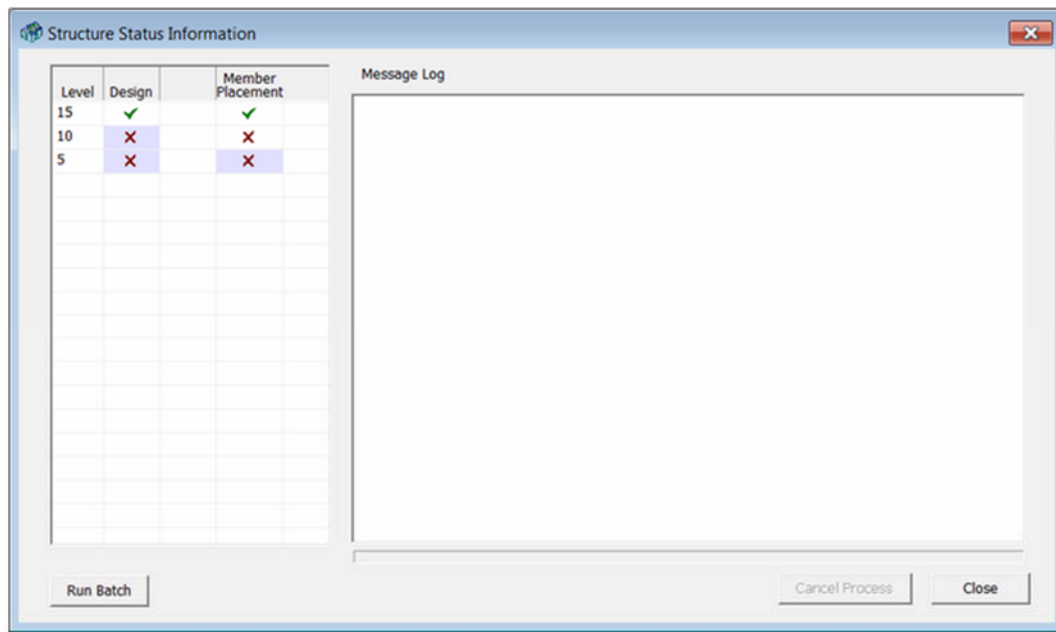 Structure Status Information
Message Log
Level Design Member
Placement
15
10
5
Run Batch
Cancel Process
Close